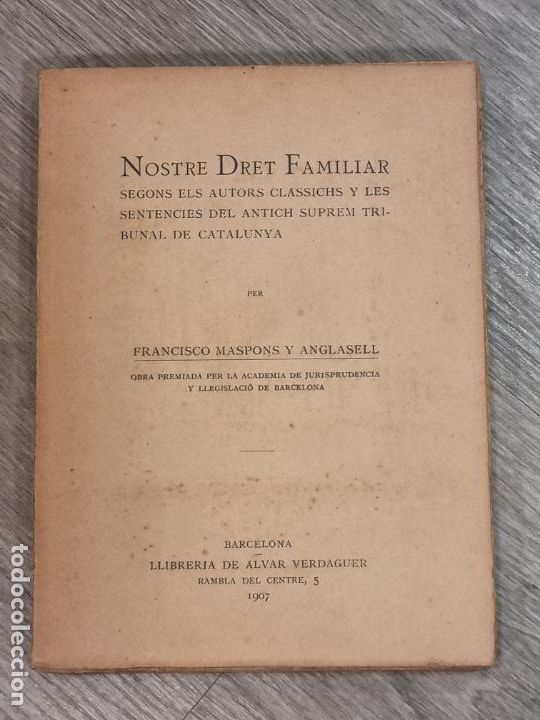 NOSTRE DRET FAMILIAR
SEGONS ELS AUTORS CLASSICHS Y LES
SENTENCIES DEL ANTICH SUPREM TRI-
BUNAL DE CATALUNYA
PER
FRANCISCO MASPONS Y ANGLASELL
OBRA PREMIADA PER LA ACADEMIA DE JURISPRUDENCIA
Y LLEGISLACIÓ DE BARCELONA
BARCELONA
LLIBRERIA DE ALVAR VERDAGUER
RAMBLA DEL CENTRE, 5
1907
todocoleccion.net